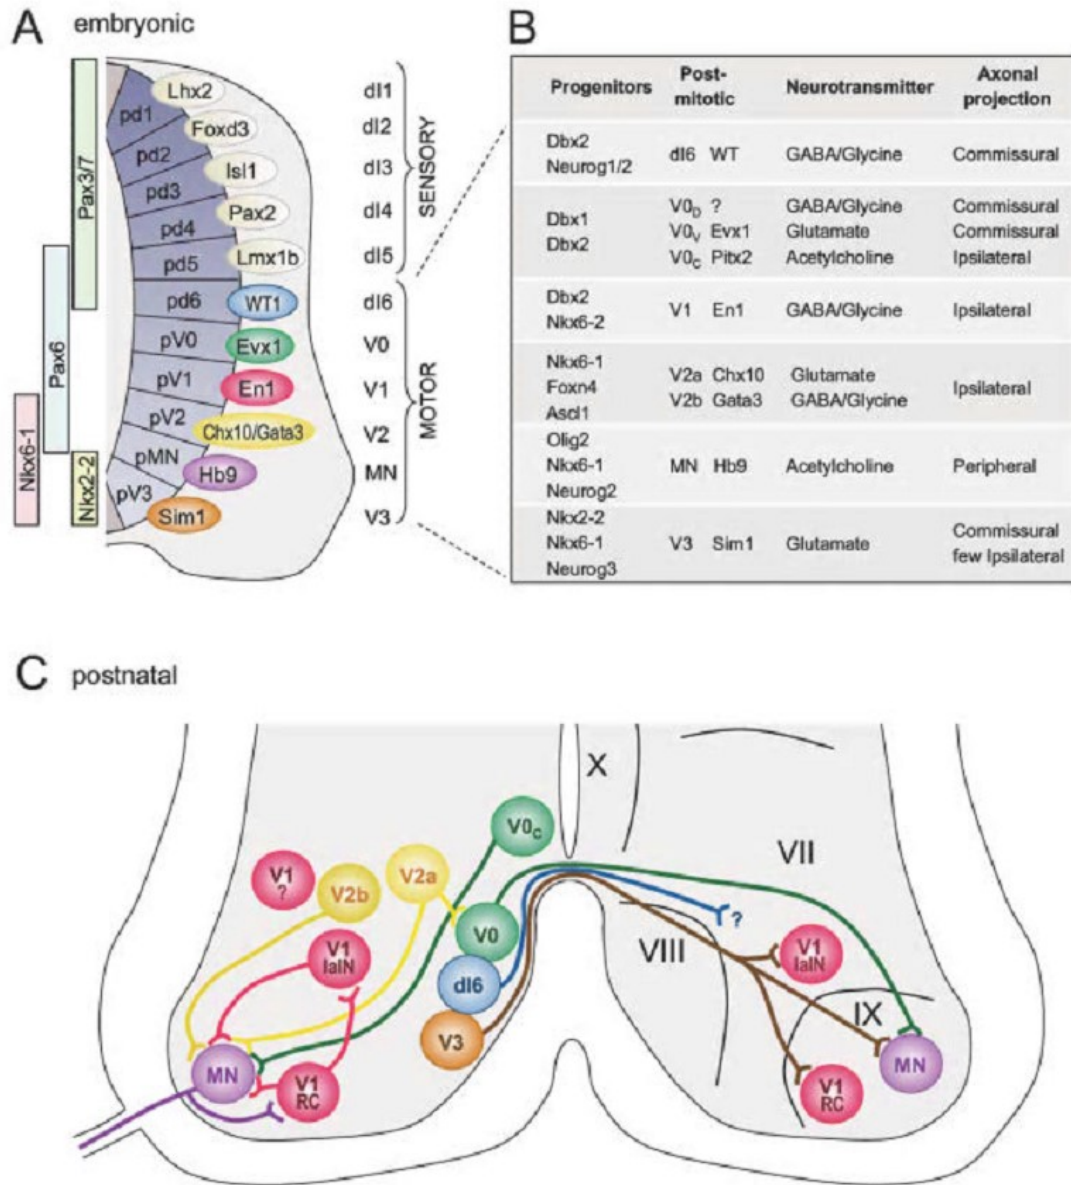 A embryonic
Pax3/7
Pax6
Nkx6-1
Nkx2-2
pd1
pd2
pd3
pd4
pd5
pd6
pV0
pV1
pV2
pMN
pV3
Lhx2
Foxd3
Isl1
Pax2
Lmx1b
WT1
Evx1
En1
Chx10/Gata3
Hb9
Sim1
dI1
dI2
dI3
dI4
dI5
dI6
V0
V1
V2
MN
V3
SENSORY
MOTOR
B
Progenitors Post-mitotic Neurotransmitter Axonal projection
Dbx2
Neurog1/2
dI6 WT GABA/Glycine Commissural
Dbx1
Dbx2
V0D ? GABA/Glycine Commissural
V0V Evx1 Glutamate Commissural
V0C Pitx2 Acetylcholine Ipsilateral
Dbx2
Nkx6-2
V1 En1 GABA/Glycine Ipsilateral
Nkx6-1
Foxn4
Ascl1
V2a Chx10 Glutamate
V2b Gata3 GABA/Glycine
Ipsilateral
Olig2
Nkx6-1
Neurog2
MN Hb9 Acetylcholine Peripheral
Nkx2-2
Nkx6-1
Neurog3
V3 Sim1 Glutamate
Commissural
few Ipsilateral
C postnatal
X
V0C
VII
V1
?
V2b
V2a
V0
?
V1
IaIN
VIII
V1
IaIN
dI6
IX
V3
MN
V1
RC
V1
RC
MN